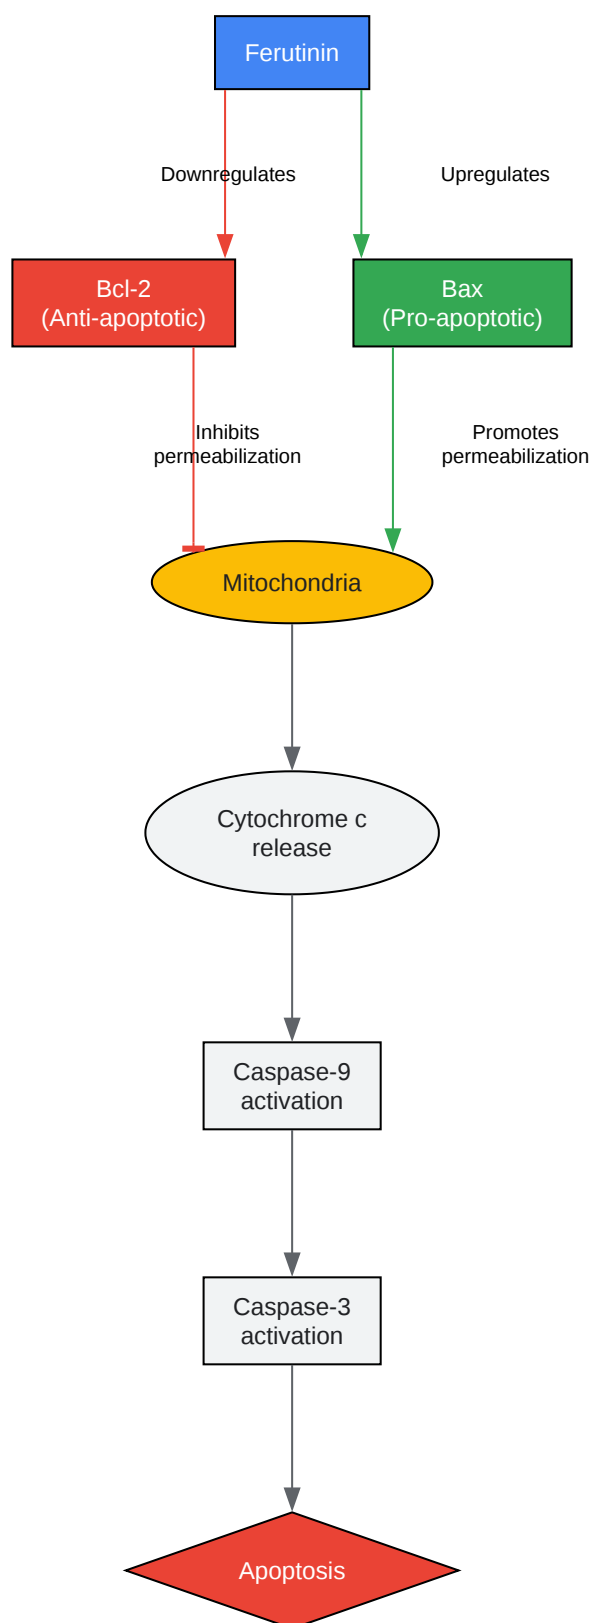 Ferutinin
Downregulates
Upregulates
Bcl-2
(Anti-apoptotic)
Bax
(Pro-apoptotic)
Inhibits
permeabilization
Promotes
permeabilization
Mitochondria
Cytochrome c
release
Caspase-9
activation
Caspase-3
activation
Apoptosis